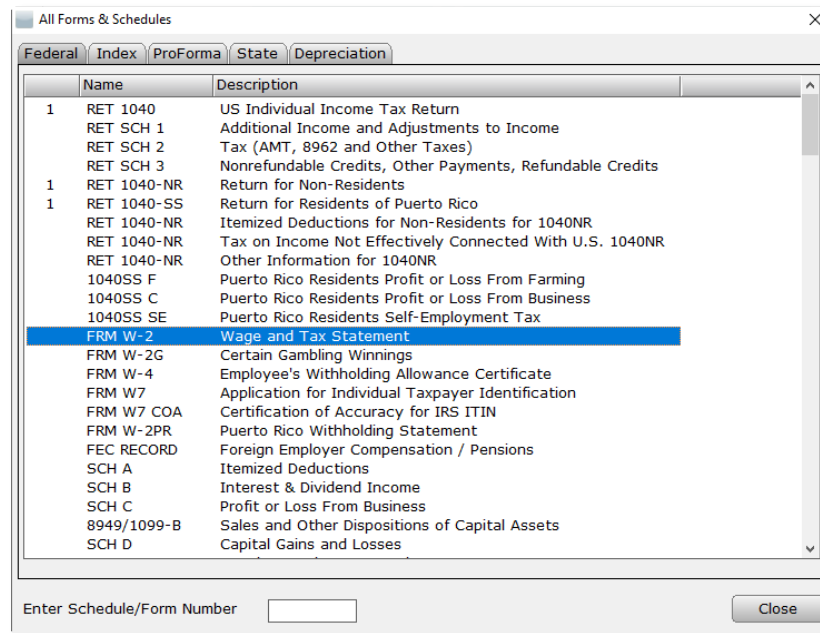 All Forms & Schedules
Federal Index ProForma State Depreciation
Name Description
1 RET 1040 US Individual Income Tax Return
RET SCH 1 Additional Income and Adjustments to Income
RET SCH 2 Tax (AMT, 8962 and Other Taxes)
RET SCH 3 Nonrefundable Credits, Other Payments, Refundable Credits
1 RET 1040-NR Return for Non-Residents
1 RET 1040-SS Return for Residents of Puerto Rico
RET 1040-NR Itemized Deductions for Non-Residents for 1040NR
RET 1040-NR Tax on Income Not Effectively Connected With U.S. 1040NR
RET 1040-NR Other Information for 1040NR
1040SS F Puerto Rico Residents Profit or Loss From Farming
1040SS C Puerto Rico Residents Profit or Loss From Business
1040SS SE Puerto Rico Residents Self-Employment Tax
FRM W-2 Wage and Tax Statement
FRM W-2G Certain Gambling Winnings
FRM W-4 Employee's Withholding Allowance Certificate
FRM W7 Application for Individual Taxpayer Identification
FRM W7 COA Certification of Accuracy for IRS ITIN
FRM W-2PR Puerto Rico Withholding Statement
FEC RECORD Foreign Employer Compensation / Pensions
SCH A Itemized Deductions
SCH B Interest & Dividend Income
SCH C Profit or Loss From Business
8949/1099-B Sales and Other Dispositions of Capital Assets
SCH D Capital Gains and Losses
Enter Schedule/Form Number Close